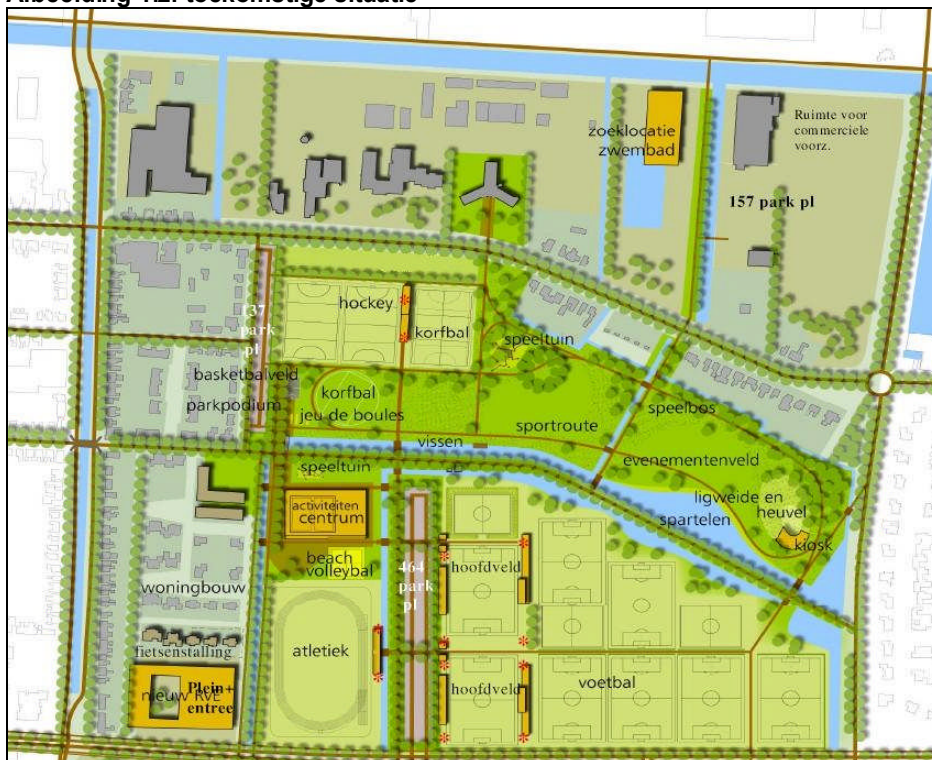 Afbeelding 4.2: toekomstige situatie
zoeklocatie
zwembad
Ruimte voor
commerciele
voorz.
157 park pl
137
park
pl
hockey
korfbal
speeltuin
basketbalveld
parkpodium
korfbal
jeu de boules
sportroute
speelbos
vissen
evenementenveld
speeltuin
ligweide en
heuvel
spartelen
activiteiten
centrum
kiosk
beach
volleybal
464
park
pl
hoofdveld
woningbouw
atletiek
fietsenstalling
hoofdveld
voetbal
nieuw RVE
Plein+
entree